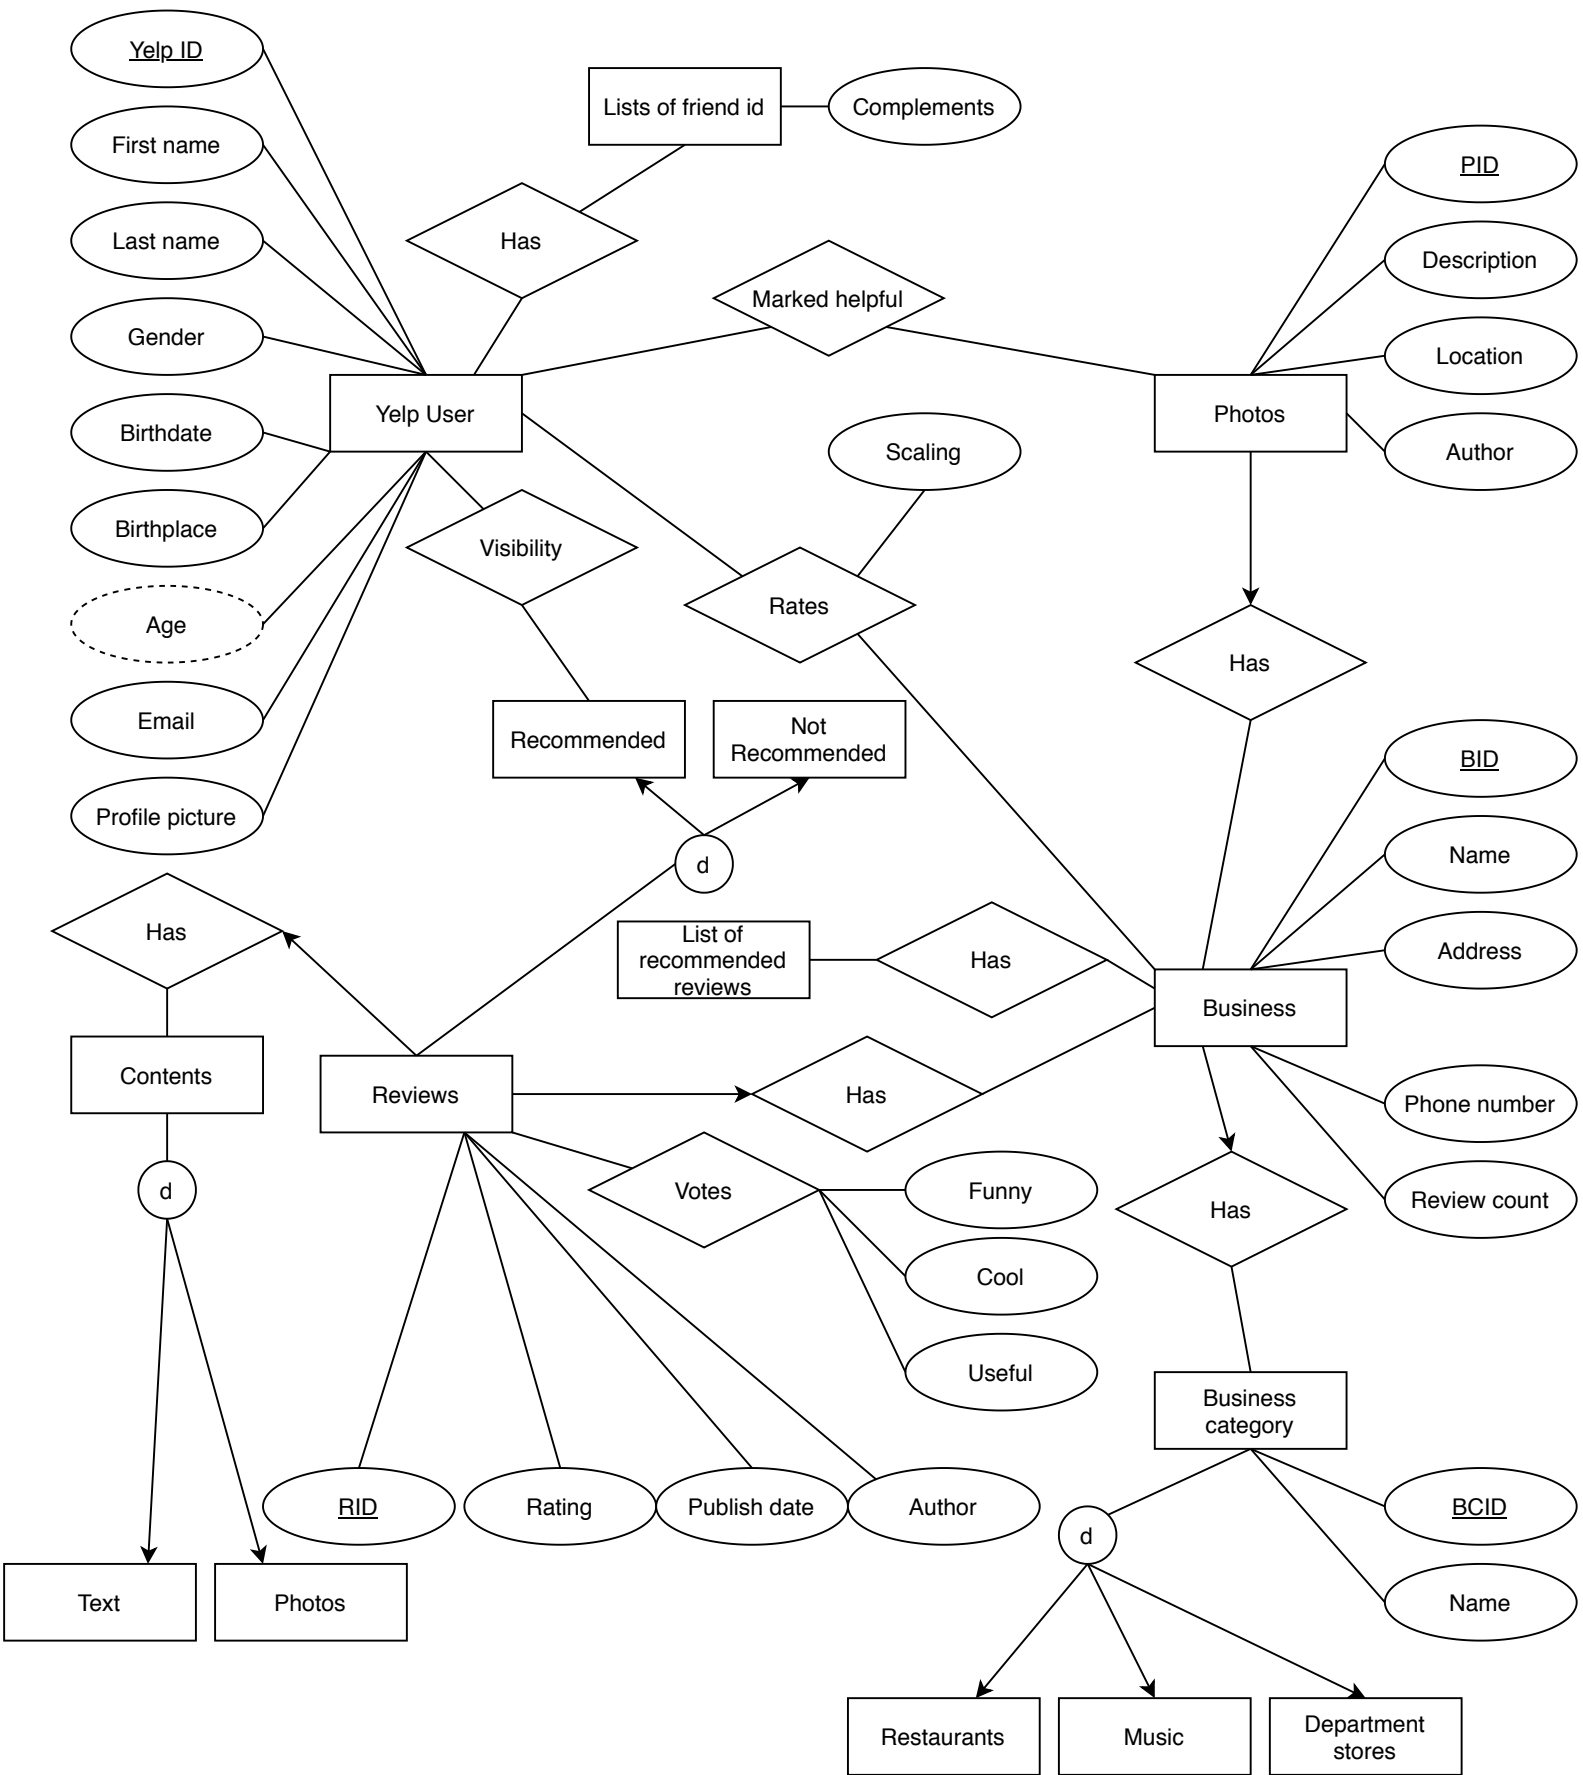 Yelp ID
First name
Last name
Gender
Birthdate
Birthplace
Age
Email
Profile picture
Lists of friend id
Complements
Has
Marked helpful
Yelp User
Photos
PID
Description
Location
Author
Scaling
Visibility
Rates
Has
Recommended
Not
Recommended
d
BID
Name
Address
Has
List of
recommended
reviews
Has
Business
Contents
Reviews
Has
Phone number
Review count
d
Votes
Funny
Cool
Useful
Has
Business
category
RID
Rating
Publish date
Author
BCID
Name
d
Text
Photos
Restaurants
Music
Department
stores